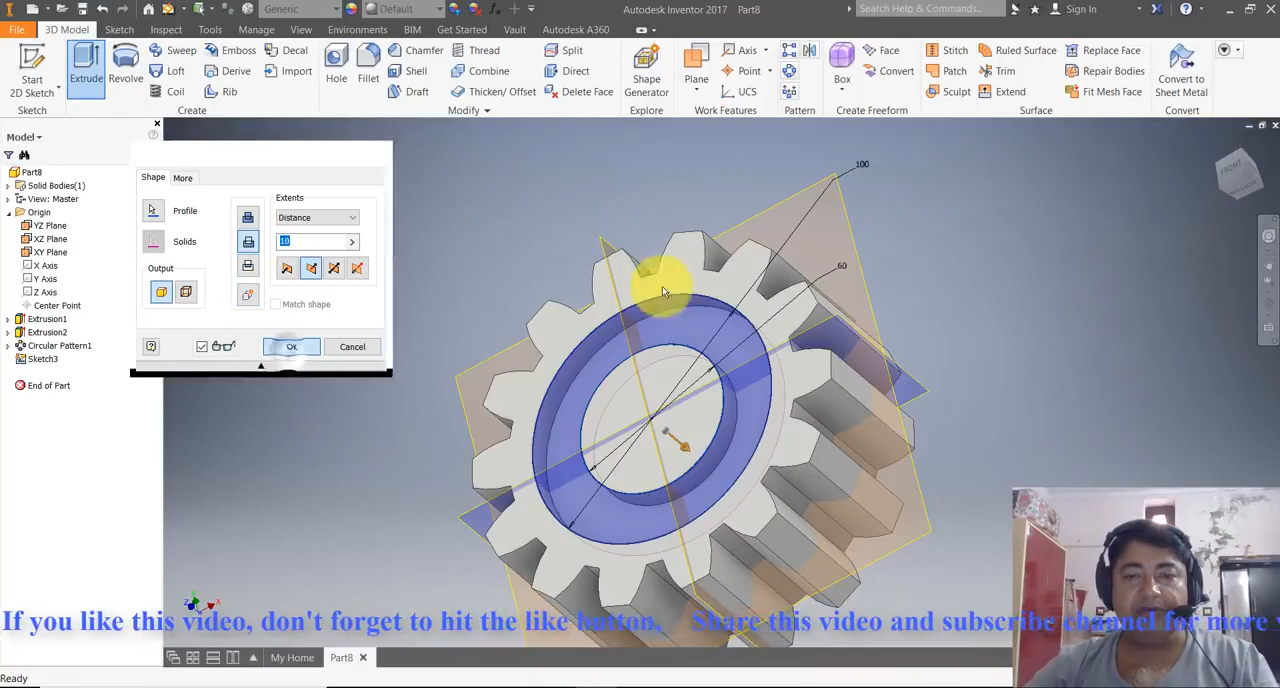 Generic
Default
Autodesk Inventor 2017  Part8
Search Help & Commands...
Sign In
File
3D Model
Sketch
Inspect
Tools
Manage
View
Environments
BIM
Get Started
Vault
Autodesk A360
Start
2D Sketch
Extrude
Revolve
Sweep
Loft
Coil
Emboss
Derive
Rib
Decal
Import
Hole
Fillet
Chamfer
Shell
Draft
Thread
Combine
Thicken/ Offset
Split
Direct
Delete Face
Shape
Generator
Plane
Axis
Point
UCS
Box
Face
Convert
Stitch
Patch
Sculpt
Ruled Surface
Trim
Extend
Replace Face
Repair Bodies
Fit Mesh Face
Convert to
Sheet Metal
Sketch
Create
Modify
Explore
Work Features
Pattern
Create Freeform
Surface
Convert
Model
Part8
Solid Bodies(1)
View: Master
Origin
YZ Plane
XZ Plane
XY Plane
X Axis
Y Axis
Z Axis
Center Point
Extrusion1
Extrusion2
Circular Pattern1
Sketch3
End of Part
Shape
More
Profile
Solids
Output
Extents
Distance
10
Match shape
OK
Cancel
100
60
FRONT
BOTTOM
Z
X
If you like this video, don't forget to hit the like button,  Share this video and subscribe channel for more
My Home
Part8
Ready